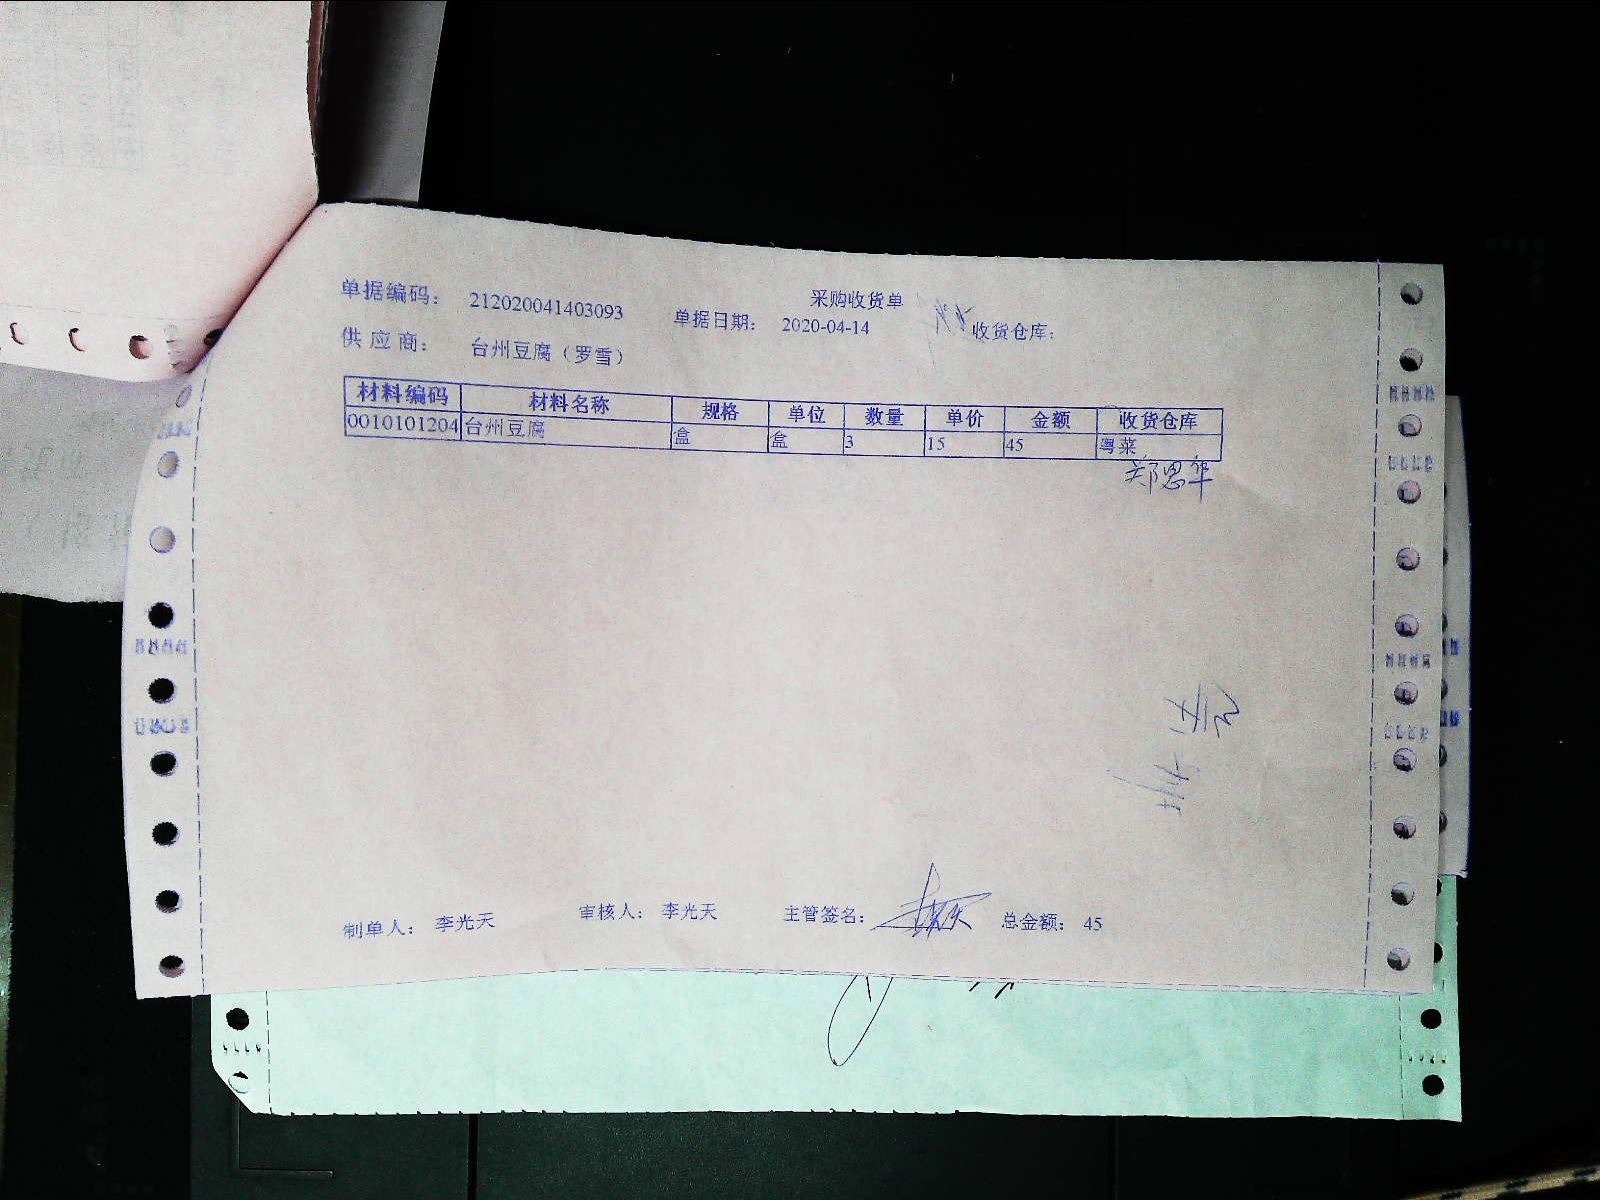 采购收货单
单据编码： 212020041403093 单据日期： 2020-04-14 收货仓库：
供应商： 台州豆腐（罗雪）
材料编码 材料名称 规格 单位 数量 单价 金额 收货仓库
0010101204 台州豆腐 盒 盒 3 15 45 粤菜
郑思华
制单人： 李光天 审核人： 李光天 主管签名： 总金额： 45